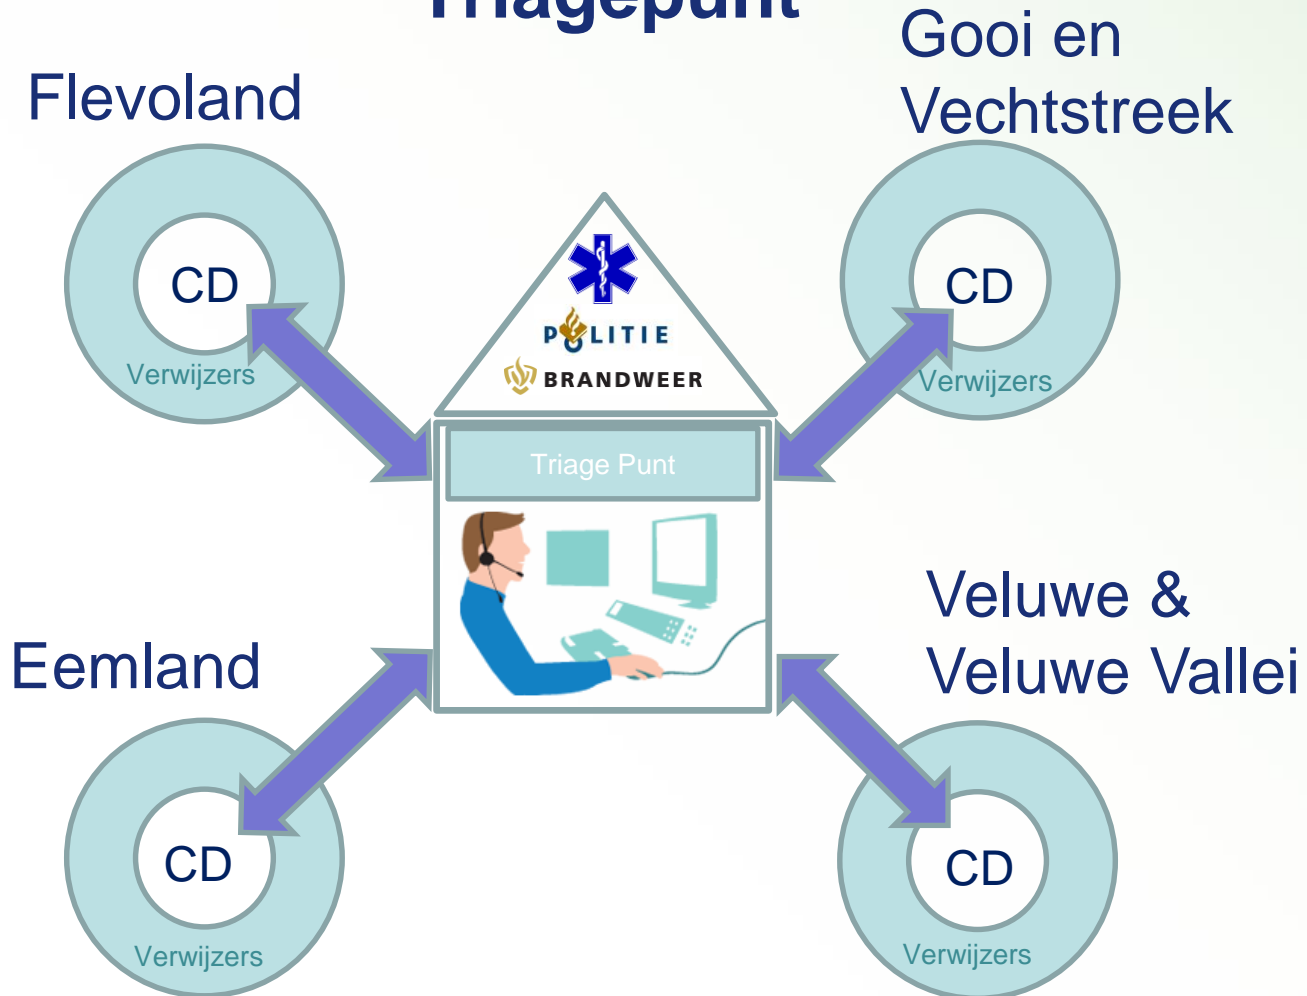 Triagepunt
Flevoland
Gooi en
Vechtstreek
CD
Verwijzers
CD
Verwijzers
POLITIE
BRANDWEER
Triage Punt
Eemland
Veluwe &
Veluwe Vallei
CD
Verwijzers
CD
Verwijzers